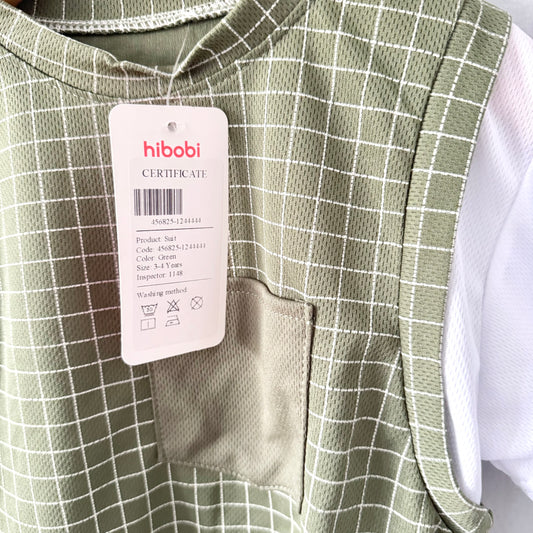 hibobi
CERTIFICATE
456825-1244444
Product: Suit
Code: 456825-1244444
Color: Green
Size: 3-4 Years
Inspector: 1148
Washing method:
30